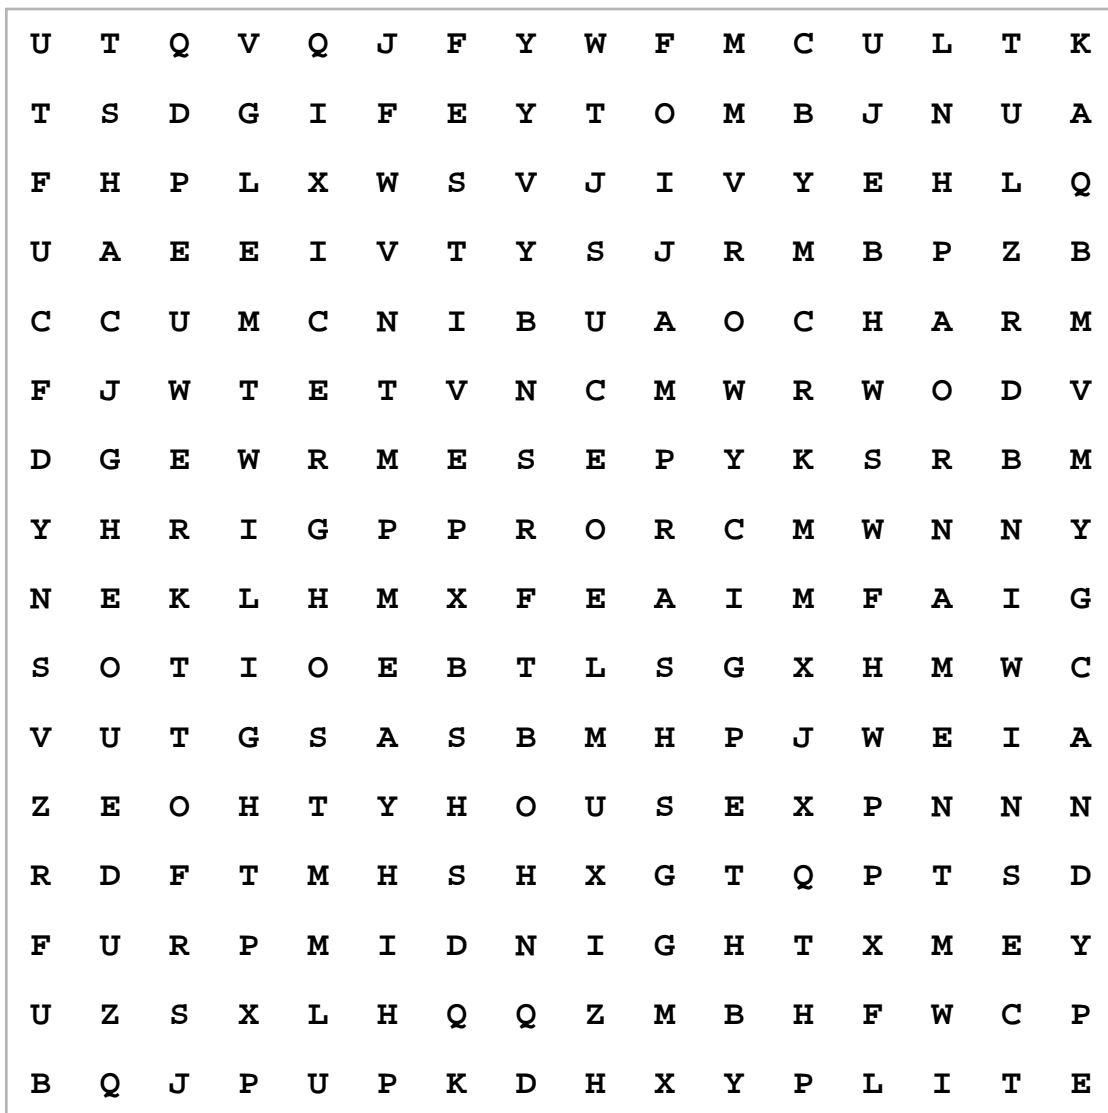 U T Q V Q J F Y W F M C U L T K
T S D G I F E Y T O M B J N U A
F H P L X W S V J I V Y E H L Q
U A E E I V T Y S J R M B P Z B
C C U M C N I B U A O C H A R M
F J W T E T V N C M W R W O D V
D G E W R M E S E P Y K S R B M
Y H R I G P P R O R C M W N N Y
N E K L H M X F E A I M F A I G
S O T I O E B T L S G X H M W C
V U T G S A S B M H P J W E I A
Z E O H T Y H O U S E X P N N N
R D F T M H S H X G T Q P T S D
F U R P M I D N I G H T X M E Y
U Z S X L H Q Q Z M B H F W C P
B Q J P U P K D H X Y P L I T E